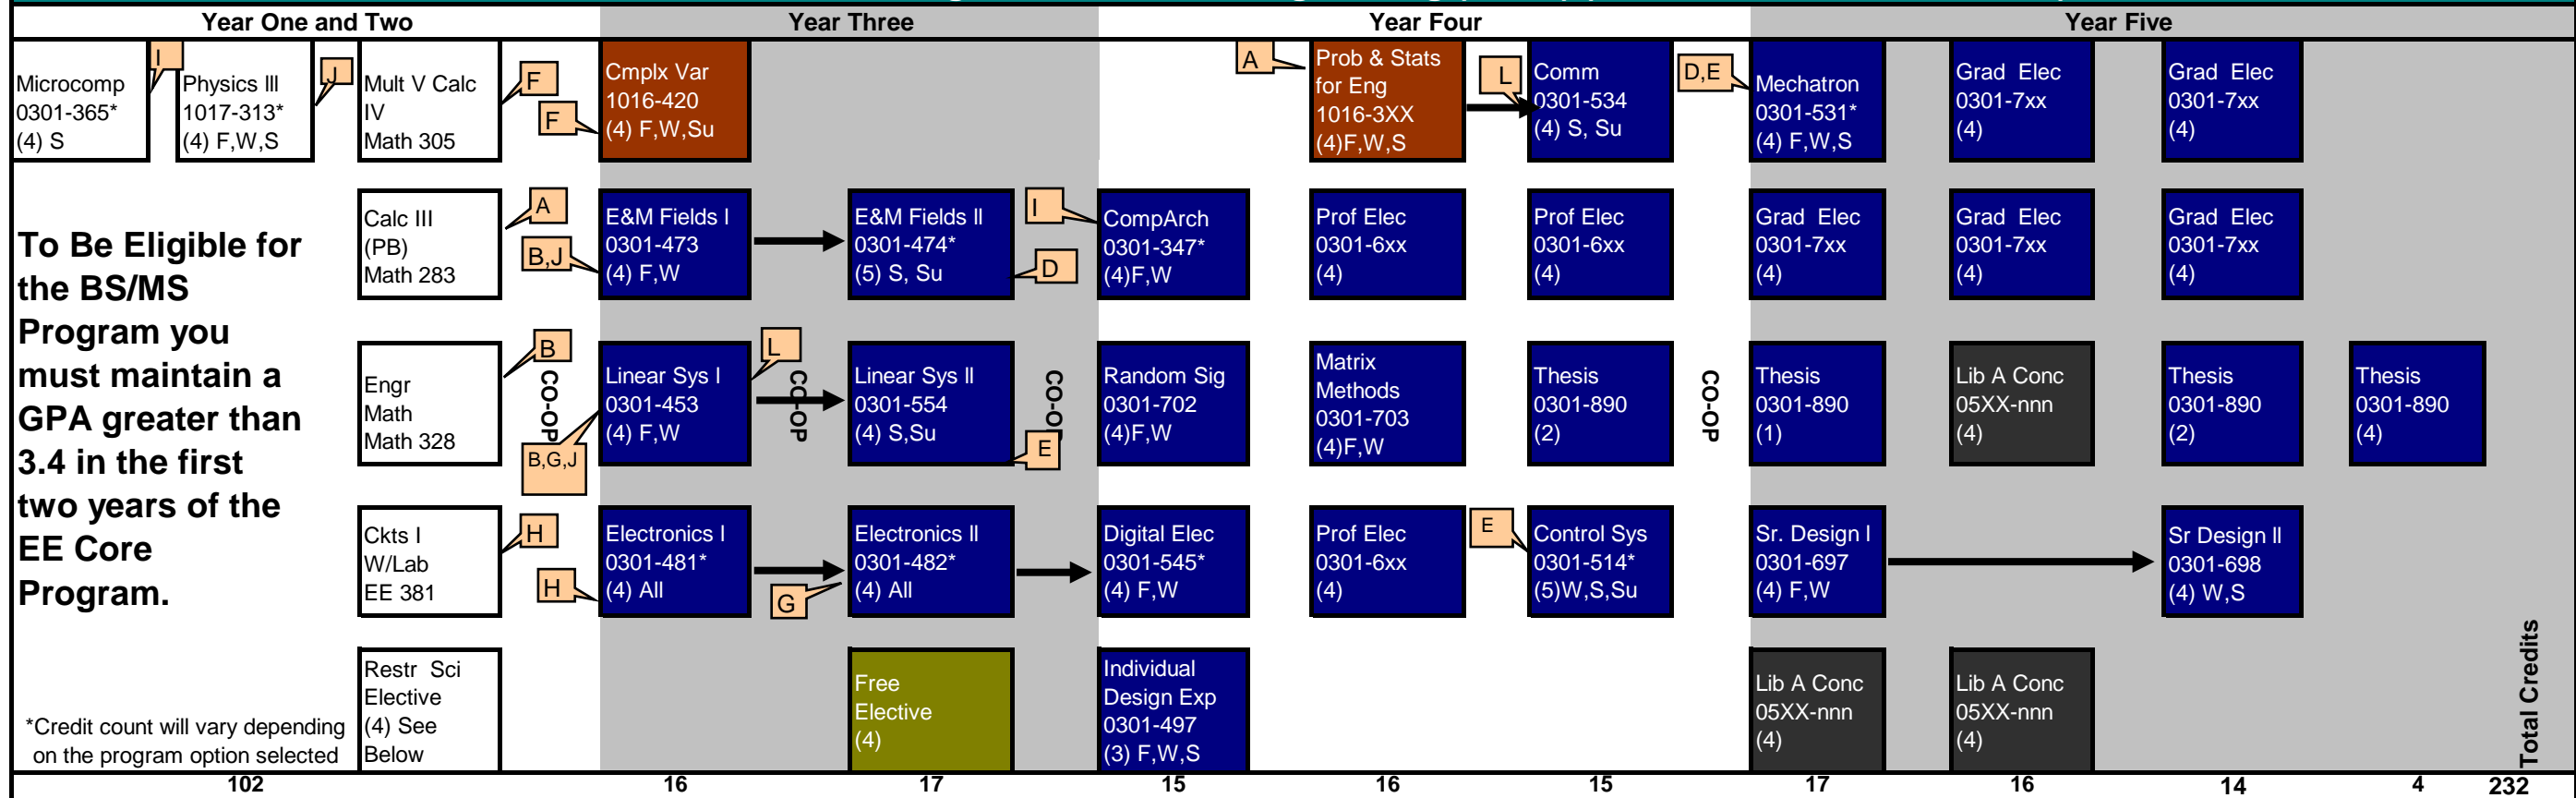 Year One and Two
Year Three
Year Four
Year Five
Microcomp
0301-365*
(4) S
I
Physics III
1017-313*
(4) F,W,S
J
Mult V Calc
IV
Math 305
F
F
Cmplx Var
1016-420
(4) F,W,Su
A
Prob & Stats
for Eng
1016-3XX
(4)F,W,S
L
Comm
0301-534
(4) S, Su
D,E
Mechatron
0301-531*
(4) F,W,S
Grad Elec
0301-7xx
(4)
Grad Elec
0301-7xx
(4)
To Be Eligible for
the BS/MS
Program you
must maintain a
GPA greater than
3.4 in the first
two years of the
EE Core
Program.
Calc III
(PB)
Math 283
A
B,J
E&M Fields I
0301-473
(4) F,W
E&M Fields II
0301-474*
(5) S, Su
I
D
CompArch
0301-347*
(4)F,W
Prof Elec
0301-6xx
(4)
Prof Elec
0301-6xx
(4)
Grad Elec
0301-7xx
(4)
Grad Elec
0301-7xx
(4)
Grad Elec
0301-7xx
(4)
Engr
Math
Math 328
B
CO-OP
B,G,J
Linear Sys I
0301-453
(4) F,W
L
CO-OP
Linear Sys II
0301-554
(4) S,Su
CO-OP
E
Random Sig
0301-702
(4)F,W
Matrix
Methods
0301-703
(4)F,W
Thesis
0301-890
(2)
CO-OP
Thesis
0301-890
(1)
Lib A Conc
05XX-nnn
(4)
Thesis
0301-890
(2)
Thesis
0301-890
(4)
Ckts I
W/Lab
EE 381
H
H
Electronics I
0301-481*
(4) All
G
Electronics II
0301-482*
(4) All
Digital Elec
0301-545*
(4) F,W
Prof Elec
0301-6xx
(4)
E
Control Sys
0301-514*
(5)W,S,Su
Sr. Design I
0301-697
(4) F,W
Sr Design II
0301-698
(4) W,S
*Credit count will vary depending
on the program option selected
Restr Sci
Elective
(4) See
Below
Free
Elective
(4)
Individual
Design Exp
0301-497
(3) F,W,S
Lib A Conc
05XX-nnn
(4)
Lib A Conc
05XX-nnn
(4)
Total Credits
102
16
17
15
16
15
17
16
14
4
232